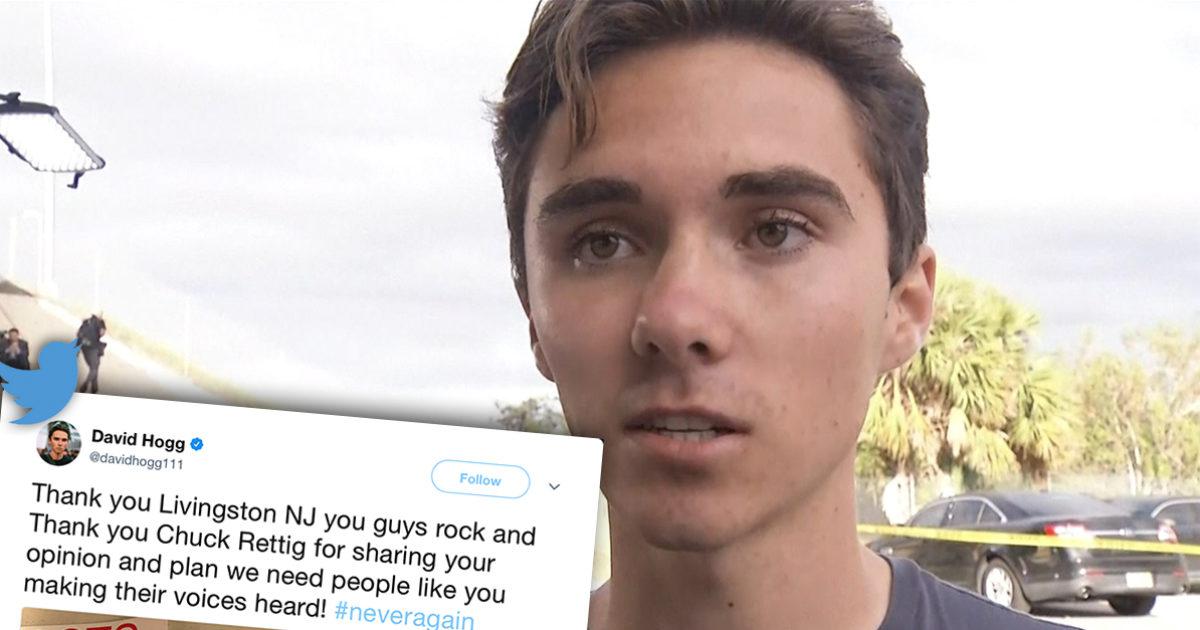 David Hogg
@davidhogg111
Follow
Thank you Livingston NJ you guys rock and
Thank you Chuck Rettig for sharing your
opinion and plan we need people like you
making their voices heard! #neveragain